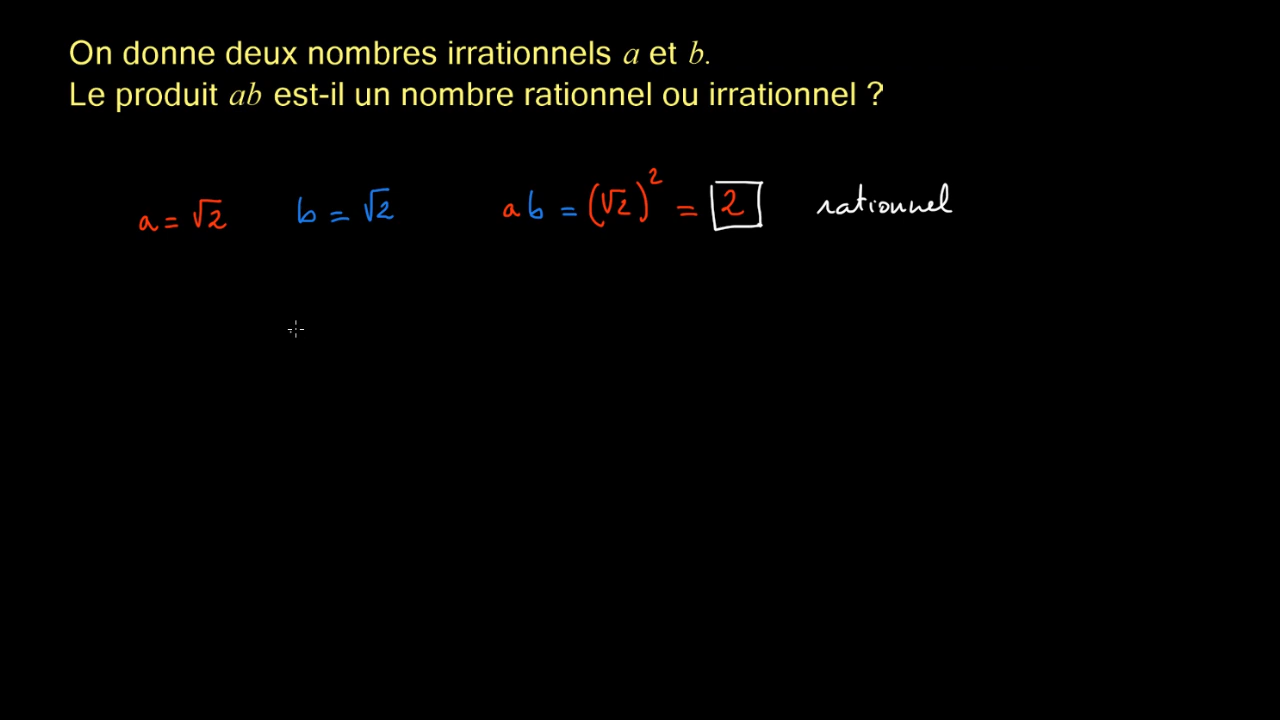 On donne deux nombres irrationnels a et b.
Le produit ab est-il un nombre rationnel ou irrationnel ?
a = √2 b = √2 ab = (√2)² = 2 rationnel